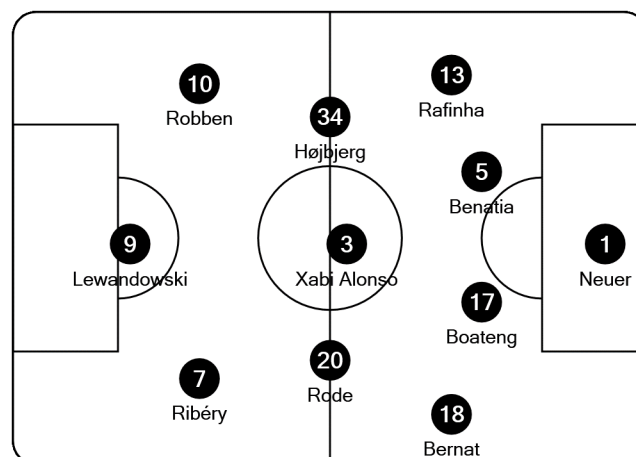 10
Robben
13
Rafinha
34
Højbjerg
5
Benatia
9
Lewandowski
3
Xabi Alonso
1
Neuer
17
Boateng
20
Rode
7
Ribéry
18
Bernat